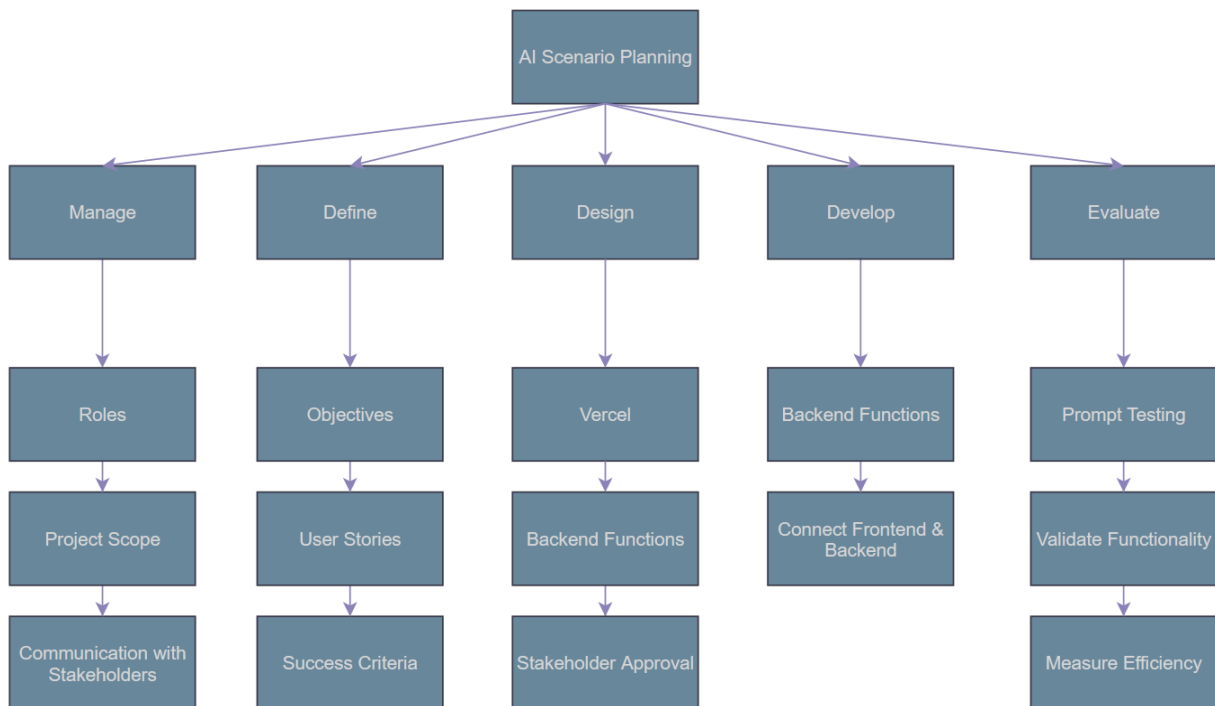 AI Scenario Planning
Manage
Define
Design
Develop
Evaluate
Roles
Objectives
Vercel
Backend Functions
Prompt Testing
Project Scope
User Stories
Backend Functions
Connect Frontend &
Backend
Validate Functionality
Communication with
Stakeholders
Success Criteria
Stakeholder Approval
Measure Efficiency